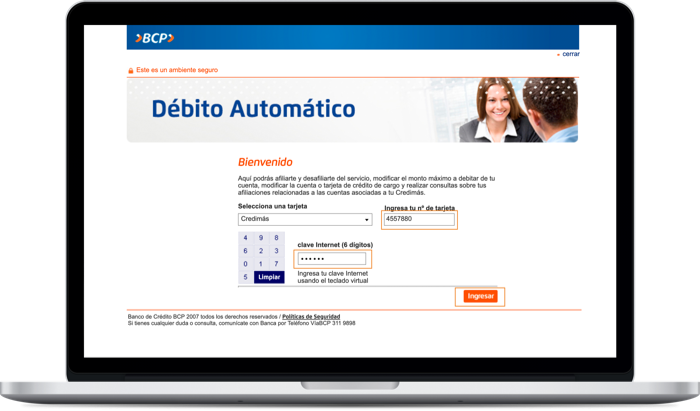 >BCP>
cerrar
Este es un ambiente seguro
Débito Automático
Bienvenido
Aquí podrás afiliarte y desafiliarte del servicio, modificar el monto máximo a debitar de tu
cuenta, modificar la cuenta o tarjeta de crédito de cargo y realizar consultas sobre tus
afiliaciones relacionadas a las cuentas asociadas a tu Credimás.
Selecciona una tarjeta
Ingresa tu nº de tarjeta
Credimás
4557880
4 9 8
6 2 3
0 1 7
5 Limpiar
clave Internet (6 dígitos)
••••••
Ingresa tu clave Internet
usando el teclado virtual
Ingresar
Banco de Crédito BCP 2007 todos los derechos reservados / Políticas de Seguridad
Si tienes cualquier duda o consulta, comunícate con Banca por Teléfono VíaBCP 311 9898